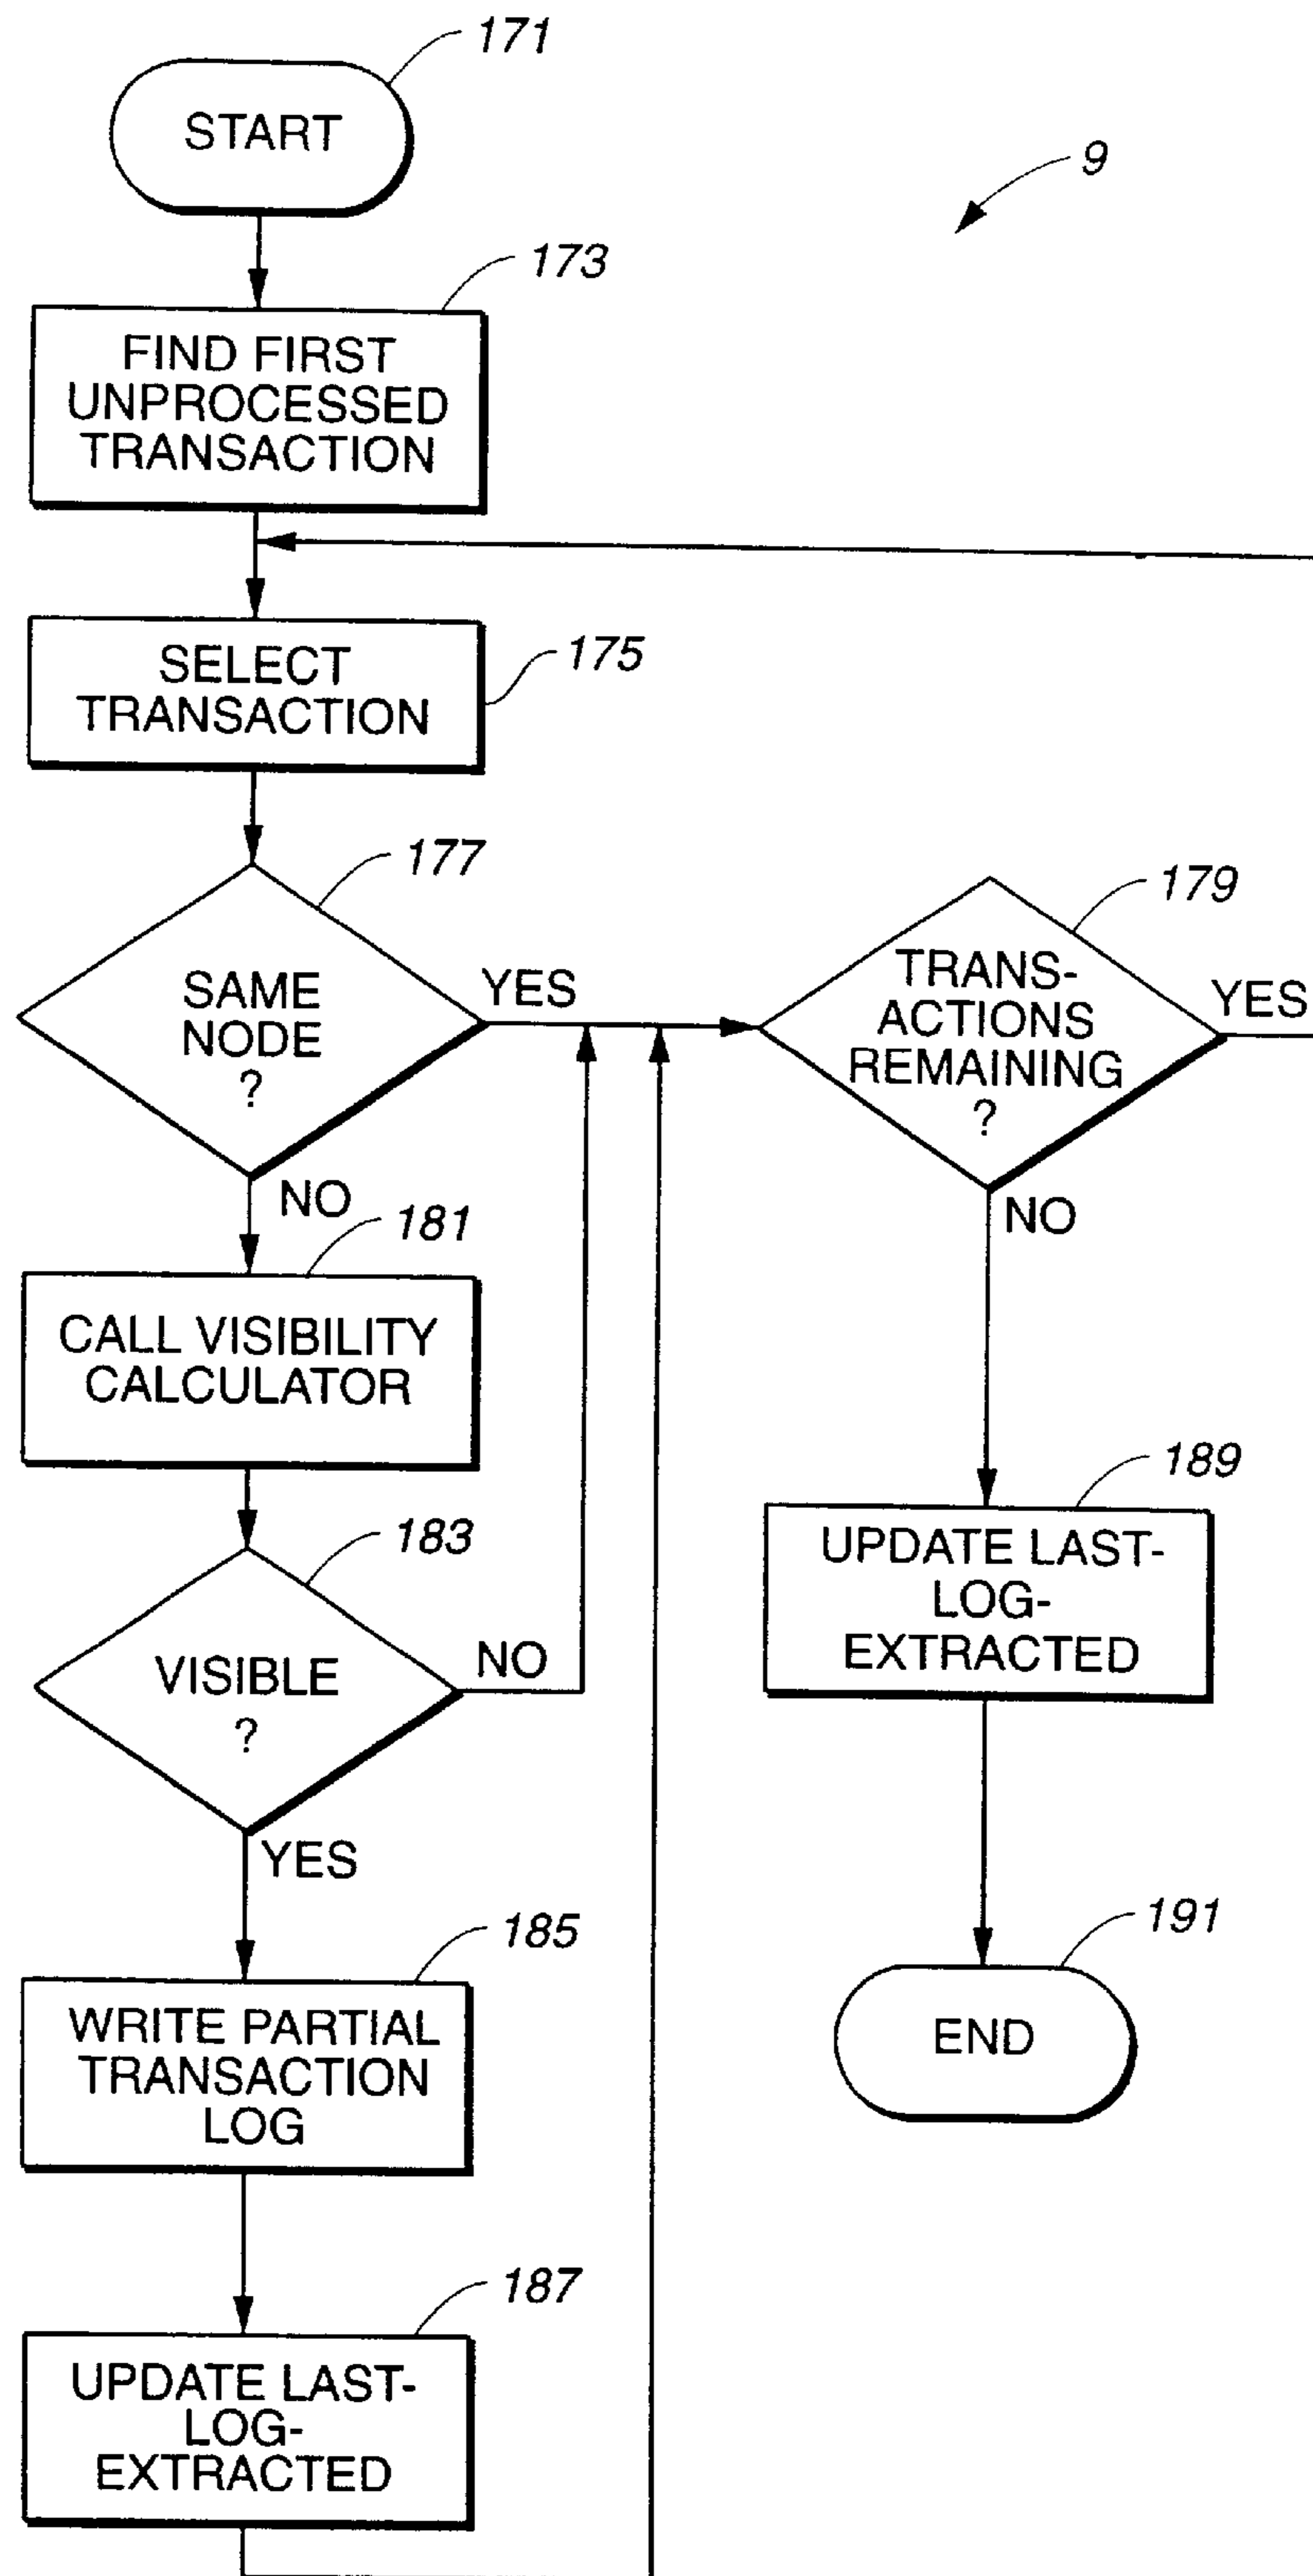 171
START
9
173
FIND FIRST
UNPROCESSED
TRANSACTION
SELECT
TRANSACTION
175
177
SAME
NODE
?
YES
NO
179
TRANS-
ACTIONS
REMAINING
?
YES
NO
181
CALL VISIBILITY
CALCULATOR
183
VISIBLE
?
NO
YES
189
UPDATE LAST-
LOG-
EXTRACTED
185
WRITE PARTIAL
TRANSACTION
LOG
191
END
187
UPDATE LAST-
LOG-
EXTRACTED